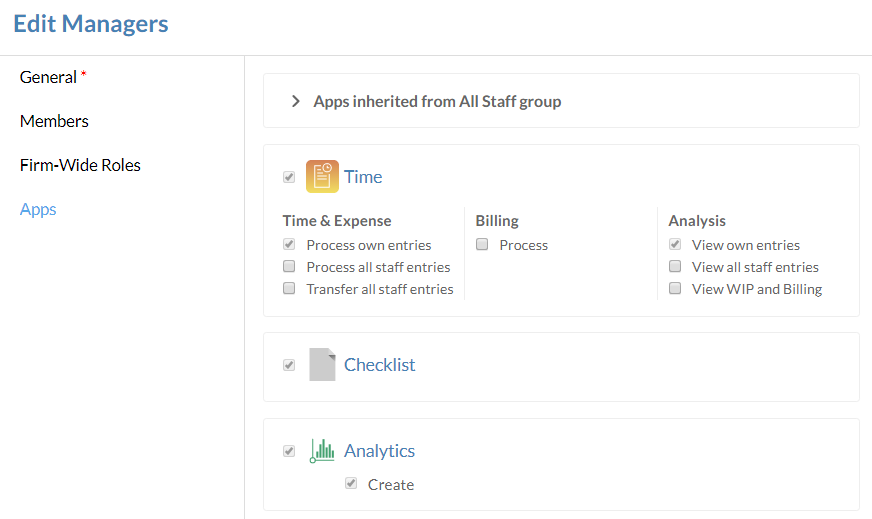 Edit Managers
General *
Members
Firm-Wide Roles
Apps
Apps inherited from All Staff group
Time
Time & Expense
Process own entries
Process all staff entries
Transfer all staff entries
Billing
Process
Analysis
View own entries
View all staff entries
View WIP and Billing
Checklist
Analytics
Create